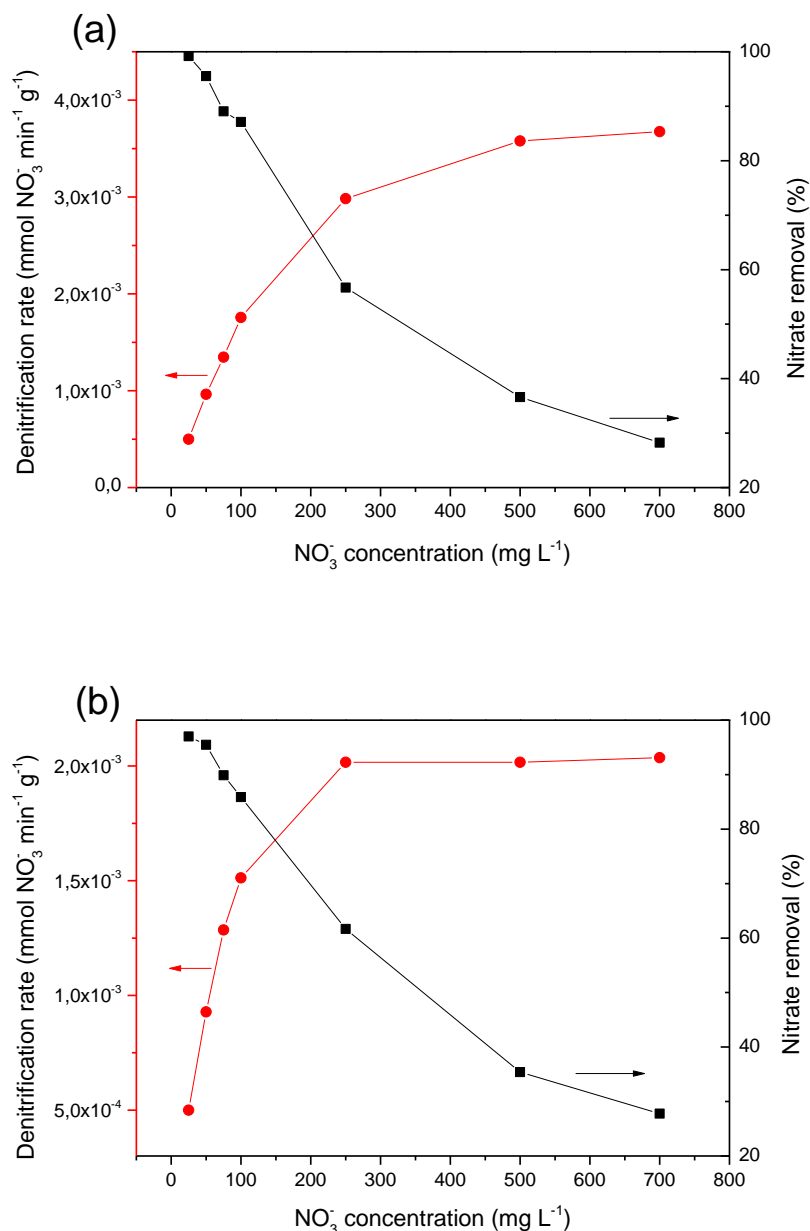 (a)
Denitrification rate (mmol NO₃⁻ min⁻¹ g⁻¹)
4,0x10⁻³
3,0x10⁻³
2,0x10⁻³
1,0x10⁻³
0,0
100
80
60
40
20
Nitrate removal (%)
0 100 200 300 400 500 600 700 800
NO₃⁻ concentration (mg L⁻¹)
(b)
Denitrification rate (mmol NO₃⁻ min⁻¹ g⁻¹)
2,0x10⁻³
1,5x10⁻³
1,0x10⁻³
5,0x10⁻⁴
100
80
60
40
20
Nitrate removal (%)
0 100 200 300 400 500 600 700 800
NO₃⁻ concentration (mg L⁻¹)